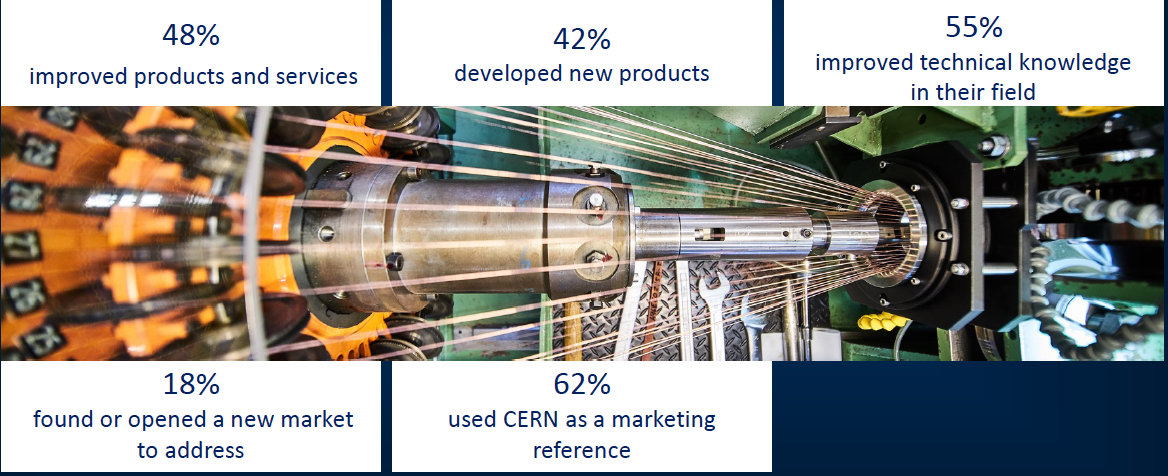 48%
improved products and services
42%
developed new products
55%
improved technical knowledge
in their field
18%
found or opened a new market
to address
62%
used CERN as a marketing
reference